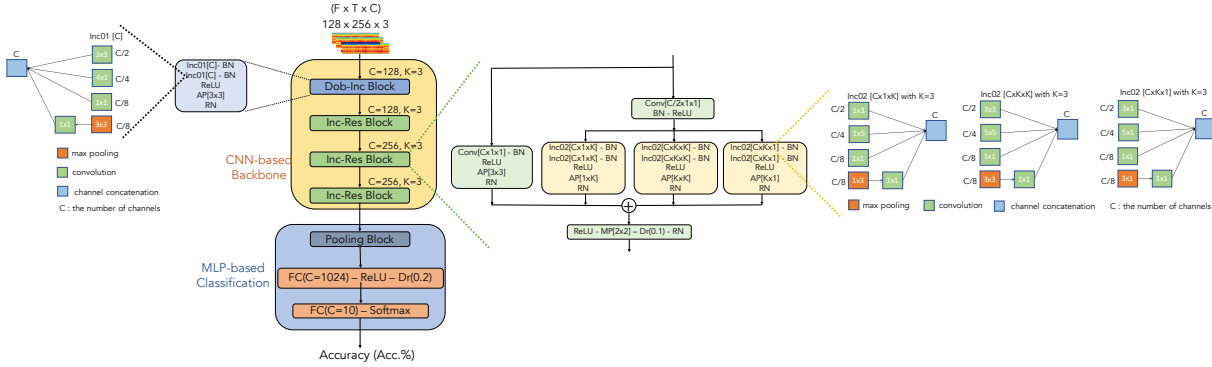 (F x T x C)
128 x 256 x 3
Inc01 [C]
C
3x3
C/2
4x1
C/4
1x1
C/8
1x1
3x3
C/8
max pooling
convolution
channel concatenation
C : the number of channels
Inc01[C]- BN
Inc01[C] - BN
ReLU
AP[3x3]
RN
C=128, K=3
Dob-Inc Block
C=128, K=3
Inc-Res Block
C=256, K=3
Inc-Res Block
C=256, K=3
Inc-Res Block
CNN-based
Backbone
Pooling Block
MLP-based
Classification
FC(C=1024) – ReLU – Dr(0.2)
FC(C=10) – Softmax
Accuracy (Acc.%)
Conv[C/2x1x1]
BN - ReLU
Conv[Cx1x1] - BN
ReLU
AP[3x3]
RN
Inc02[Cx1xK] - BN
Inc02[Cx1xK] - BN
ReLU
AP[1xK]
RN
Inc02[CxKxK] - BN
Inc02[CxKxK] - BN
ReLU
AP[KxK]
RN
Inc02[CxKx1] - BN
Inc02[CxKx1] - BN
ReLU
AP[Kx1]
RN
+
ReLU - MP[2x2] – Dr(0.1) - RN
Inc02 [Cx1xK] with K=3
C/2
1x3
C
C/4
1x5
C/8
1x1
C/8
1x3
1x1
Inc02 [CxKxK] with K=3
C/2
3x3
C
C/4
5x5
C/8
1x1
C/8
3x3
1x1
Inc02 [CxKx1] with K=3
C/2
3x1
C
C/4
5x1
C/8
1x1
C/8
3x1
1x1
max pooling
convolution
channel concatenation
C : the number of channels